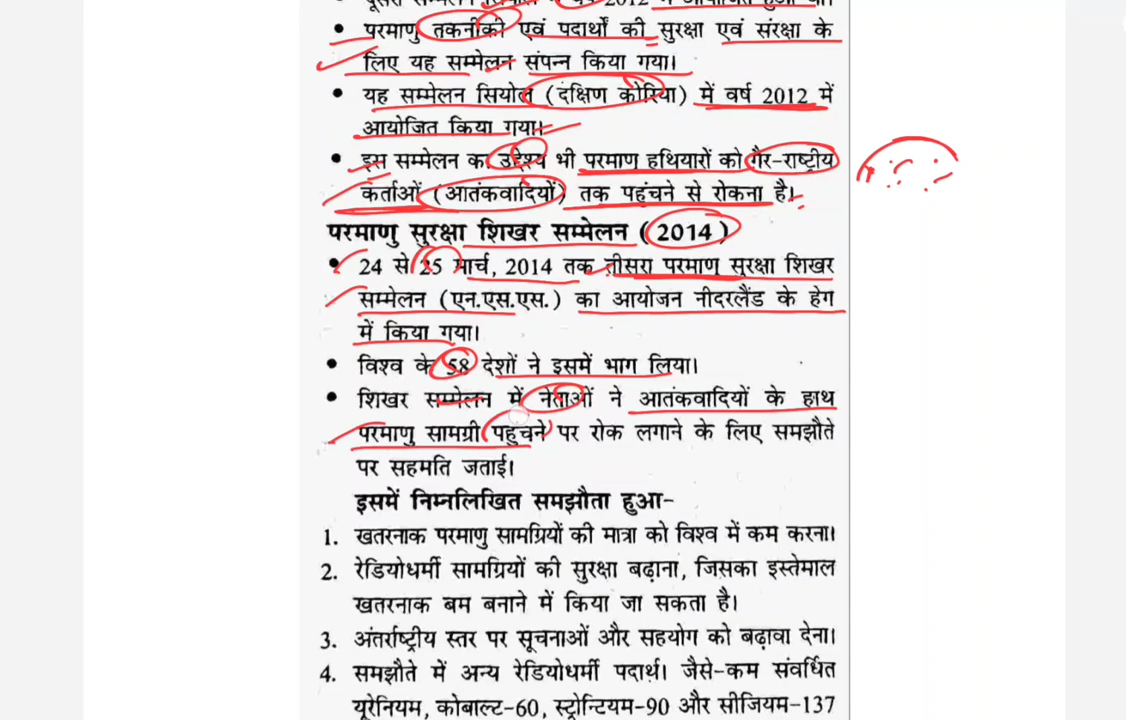 दूसरा सम्मेलन सियोल में वर्ष 2012 में आयोजित हुआ था।
• परमाणु तकनीकी एवं पदार्थों की सुरक्षा एवं संरक्षा के
लिए यह सम्मेलन संपन्न किया गया।
• यह सम्मेलन सियोल (दक्षिण कोरिया) में वर्ष 2012 में
आयोजित किया गया।
• इस सम्मेलन का उद्देश्य भी परमाणु हथियारों को गैर-राष्ट्रीय
कर्ताओं (आतंकवादियों) तक पहुंचने से रोकना है।
परमाणु सुरक्षा शिखर सम्मेलन (2014)
• 24 से 25 मार्च, 2014 तक तीसरा परमाणु सुरक्षा शिखर
सम्मेलन (एन.एस.एस.) का आयोजन नीदरलैंड के हेग
में किया गया।
• विश्व के 58 देशों ने इसमें भाग लिया।
• शिखर सम्मेलन में नेताओं ने आतंकवादियों के हाथ
परमाणु सामग्री पहुंचने पर रोक लगाने के लिए समझौते
पर सहमति जताई।
इसमें निम्नलिखित समझौता हुआ-
1. खतरनाक परमाणु सामग्रियों की मात्रा को विश्व में कम करना।
2. रेडियोधर्मी सामग्रियों की सुरक्षा बढ़ाना, जिसका इस्तेमाल
खतरनाक बम बनाने में किया जा सकता है।
3. अंतर्राष्ट्रीय स्तर पर सूचनाओं और सहयोग को बढ़ावा देना।
4. समझौते में अन्य रेडियोधर्मी पदार्थ। जैसे-कम संवर्धित
यूरेनियम, कोबाल्ट-60, स्ट्रोन्टियम-90 और सीजियम-137